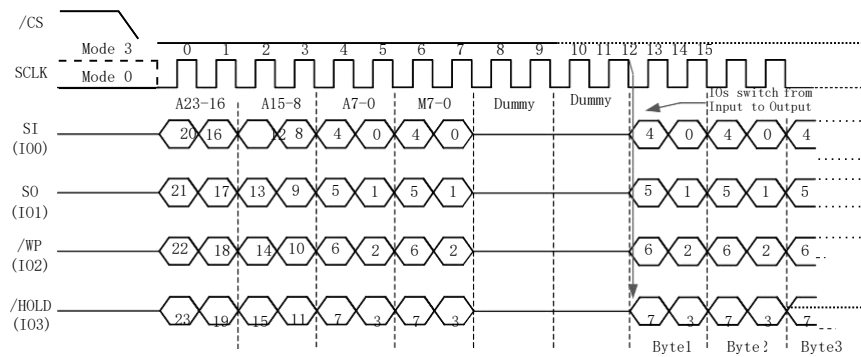 /CS
Mode 3 0 1 2 3 4 5 6 7 8 9 10 11 12 13 14 15
SCLK Mode 0
A23-16 A15-8 A7-0 M7-0 Dummy Dummy IOs switch from
Input to Output
SI 20 16 12 8 4 0 4 0 4 0 4 0 4
(IO0)
SO 21 17 13 9 5 1 5 1 5 1 5 1 5
(IO1)
/WP 22 18 14 10 6 2 6 2 6 2 6 2 6
(IO2)
/HOLD 23 19 15 11 7 3 7 3 7 3 7 3 7
(IO3)
Byte1 Byte2 Byte3